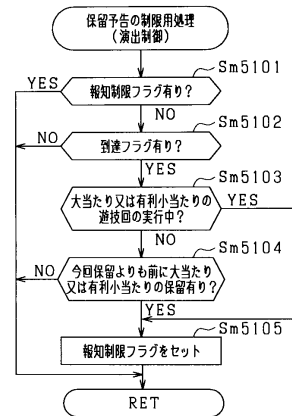 保留予告の制限用処理
(演出制御)
Sm5101
YES
報知制限フラグ有り?
NO
Sm5102
NO
到達フラグ有り?
YES
Sm5103
大当たり又は有利小当たりの
遊技回の実行中?
YES
NO
Sm5104
NO
今回保留よりも前に大当たり
又は有利小当たりの保留有り?
YES
Sm5105
報知制限フラグをセット
RET